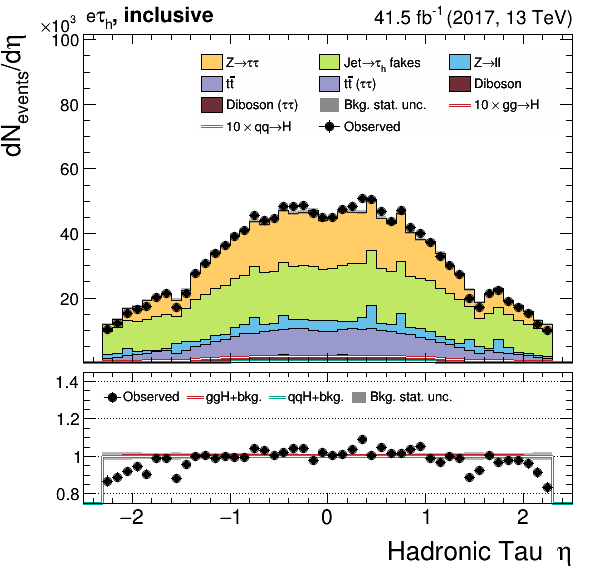 ×10³ eτₕ, inclusive 41.5 fb⁻¹ (2017, 13 TeV)
dN_events/dη
100
80
60
40
20
Z→ττ Jet→τₕ fakes Z→ll
tt̄ tt̄ (ττ) Diboson
Diboson (ττ) Bkg. stat. unc. 10×gg→H
10×qq→H Observed
1.4
1.2
1
0.8
Observed ggH+bkg. qqH+bkg. Bkg. stat. unc.
−2 −1 0 1 2
Hadronic Tau η